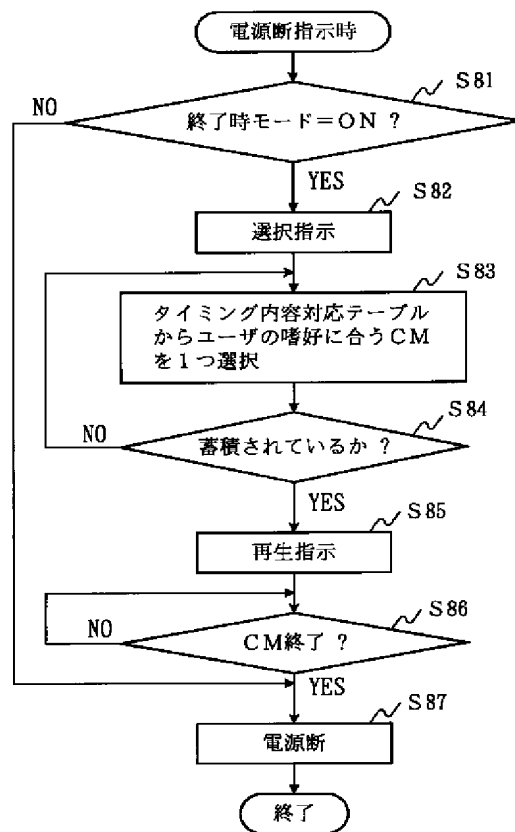 電源断指示時
S81
NO
終了時モード=ON ?
YES
S82
選択指示
S83
タイミング内容対応テーブル
からユーザの嗜好に合うCM
を1つ選択
S84
NO
蓄積されているか ?
YES
S85
再生指示
S86
NO
CM終了 ?
YES
S87
電源断
終了